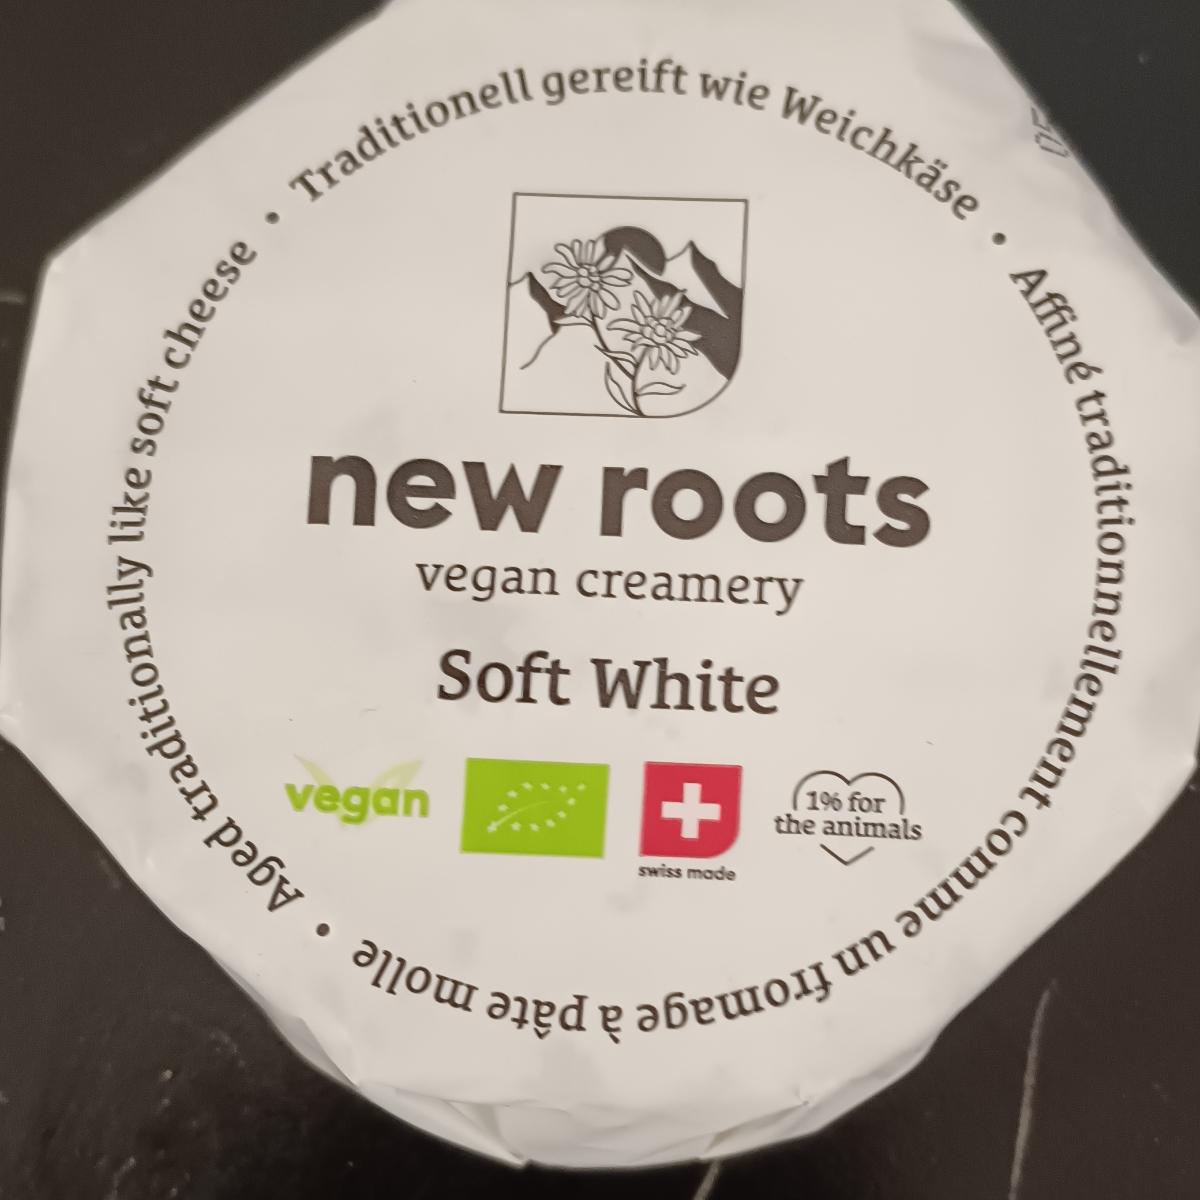 Traditionell gereift wie Weichkäse •
Affiné traditionnellement comme un fromage à pâte molle •
Aged traditionally like soft cheese •
new roots
vegan creamery
Soft White
vegan
swiss made
1% for
the animals